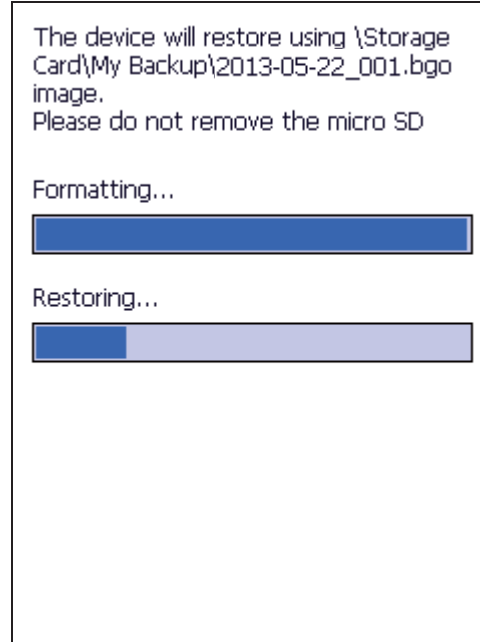 The device will restore using \Storage
Card\My Backup\2013-05-22_001.bgo
image.
Please do not remove the micro SD
Formatting...
Restoring...